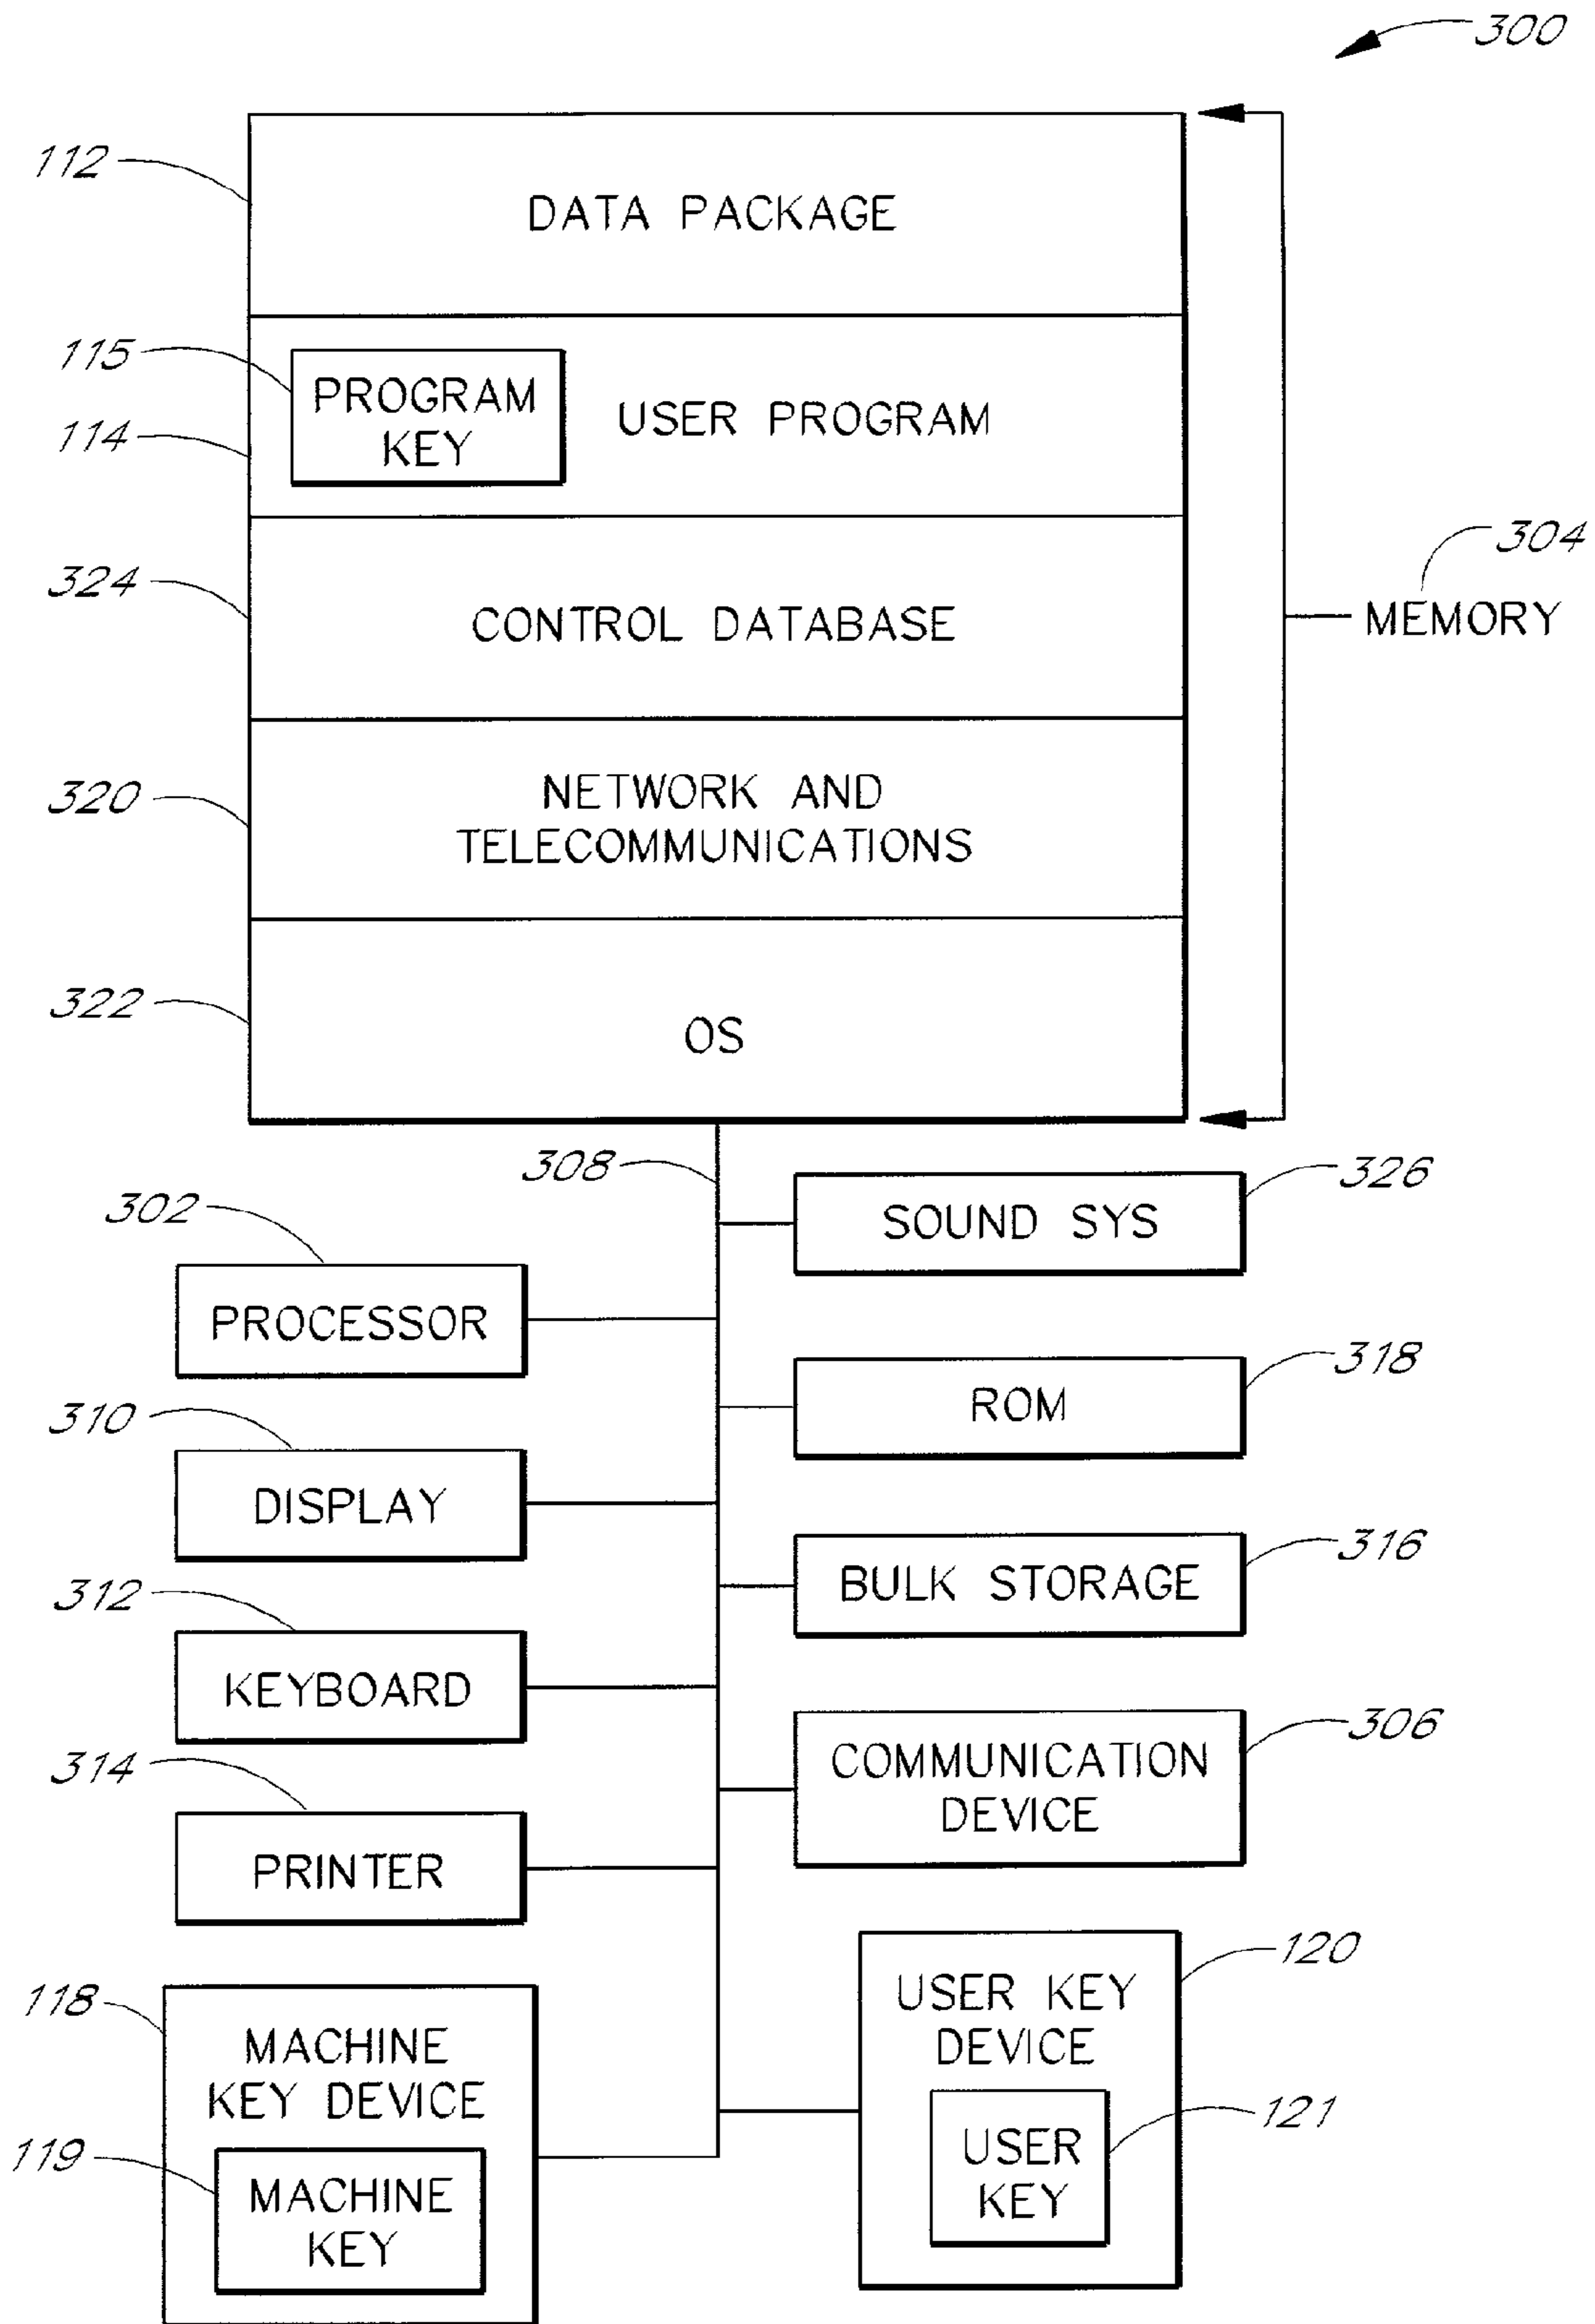 300
112
DATA PACKAGE
115
PROGRAM
KEY
114
USER PROGRAM
304
MEMORY
324
CONTROL DATABASE
320
NETWORK AND
TELECOMMUNICATIONS
322
OS
308
326
SOUND SYS
302
PROCESSOR
318
ROM
310
DISPLAY
316
BULK STORAGE
312
KEYBOARD
306
COMMUNICATION
DEVICE
314
PRINTER
120
USER KEY
DEVICE
121
USER
KEY
118
MACHINE
KEY DEVICE
119
MACHINE
KEY